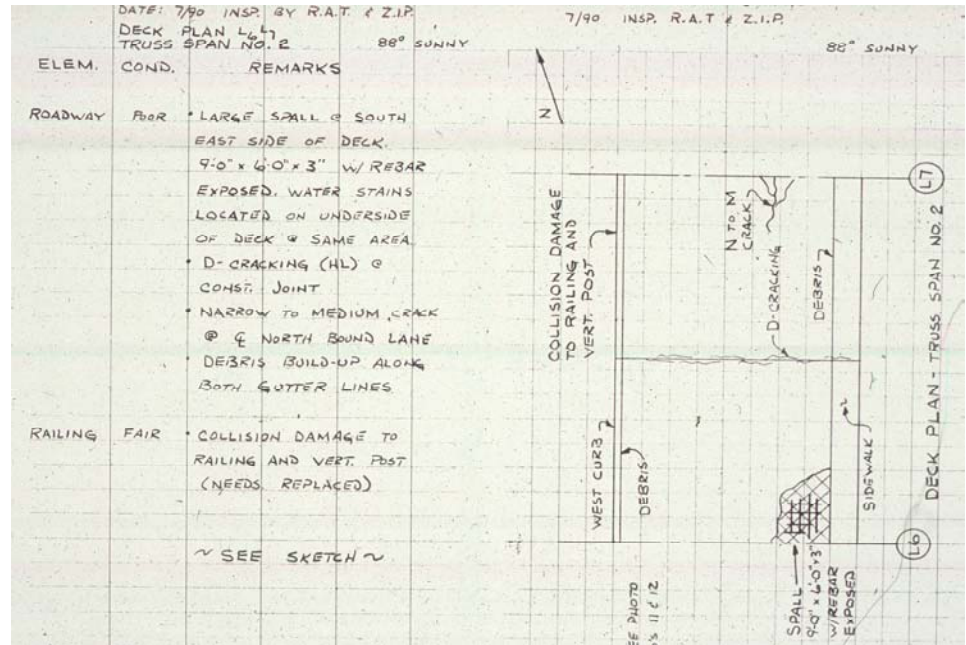 DATE: 7/90 INSP. BY R.A.T. & Z.I.P.
DECK PLAN L6L7
TRUSS SPAN NO. 2 88° SUNNY
ELEM. COND. REMARKS
ROADWAY POOR • LARGE SPALL @ SOUTH
EAST SIDE OF DECK.
9'-0" x 6'-0" x 3" W/ REBAR
EXPOSED. WATER STAINS
LOCATED ON UNDERSIDE
OF DECK @ SAME AREA
• D-CRACKING (HL) @
CONST. JOINT
• NARROW TO MEDIUM CRACK
@ ℄ NORTH BOUND LANE
• DEBRIS BUILD-UP ALONG
BOTH GUTTER LINES
RAILING FAIR • COLLISION DAMAGE TO
RAILING AND VERT. POST
(NEEDS REPLACED)
~ SEE SKETCH ~
7/90 INSP. R.A.T & Z.I.P.
88° SUNNY
N
COLLISION DAMAGE
TO RAILING AND
VERT. POST
N TO M
CRACK
D-CRACKING
DEBRIS
L7
WEST CURB
DEBRIS
SIDEWALK
L6
DECK PLAN - TRUSS SPAN NO. 2
SPALL
9'-0" x 6'-0" x 3"
W/REBAR
EXPOSED
EE PHOTO
's 11 & 12